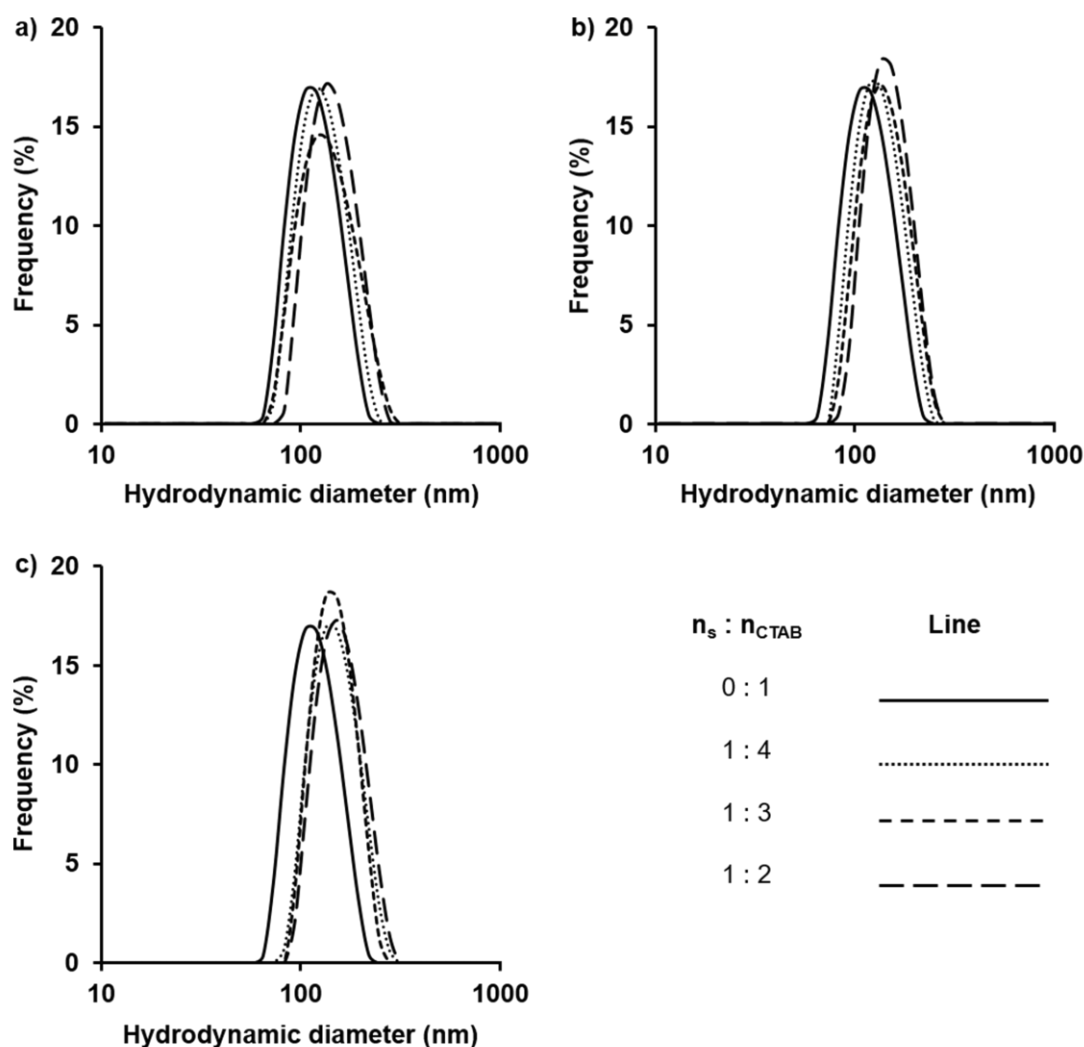 a)
20
15
10
5
0
Frequency (%)
10 100 1000
Hydrodynamic diameter (nm)
b)
20
15
10
5
0
Frequency (%)
10 100 1000
Hydrodynamic diameter (nm)
c)
20
15
10
5
0
Frequency (%)
10 100 1000
Hydrodynamic diameter (nm)
nₛ : n_CTAB Line
0 : 1
1 : 4
1 : 3
1 : 2